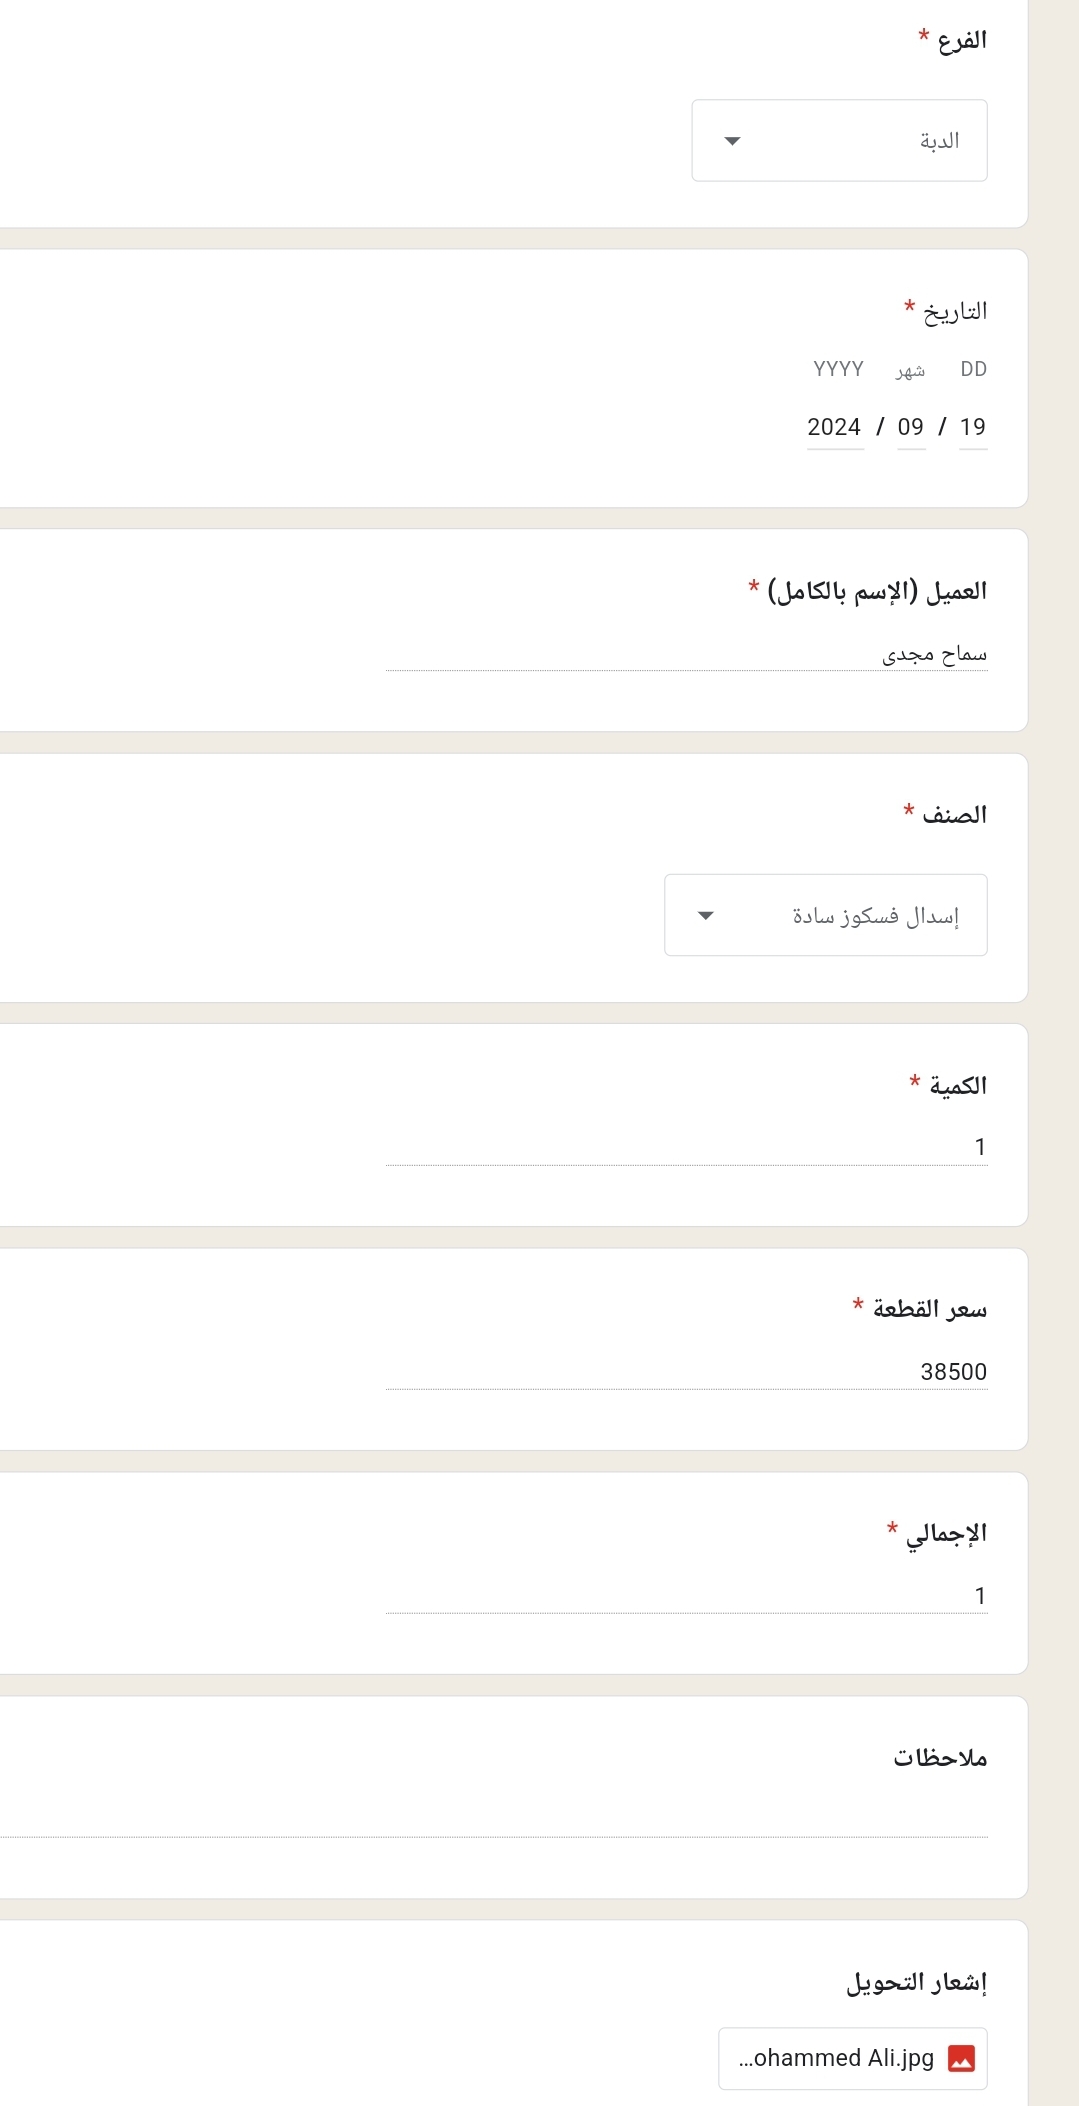 الفرع *
الدبة
التاريخ *
DD شهر YYYY
19 / 09 / 2024
العميل (الإسم بالكامل) *
سماح مجدى
الصنف *
إسدال فسكوز سادة
الكمية *
1
سعر القطعة *
38500
الإجمالي *
1
ملاحظات
إشعار التحويل
...ohammed Ali.jpg